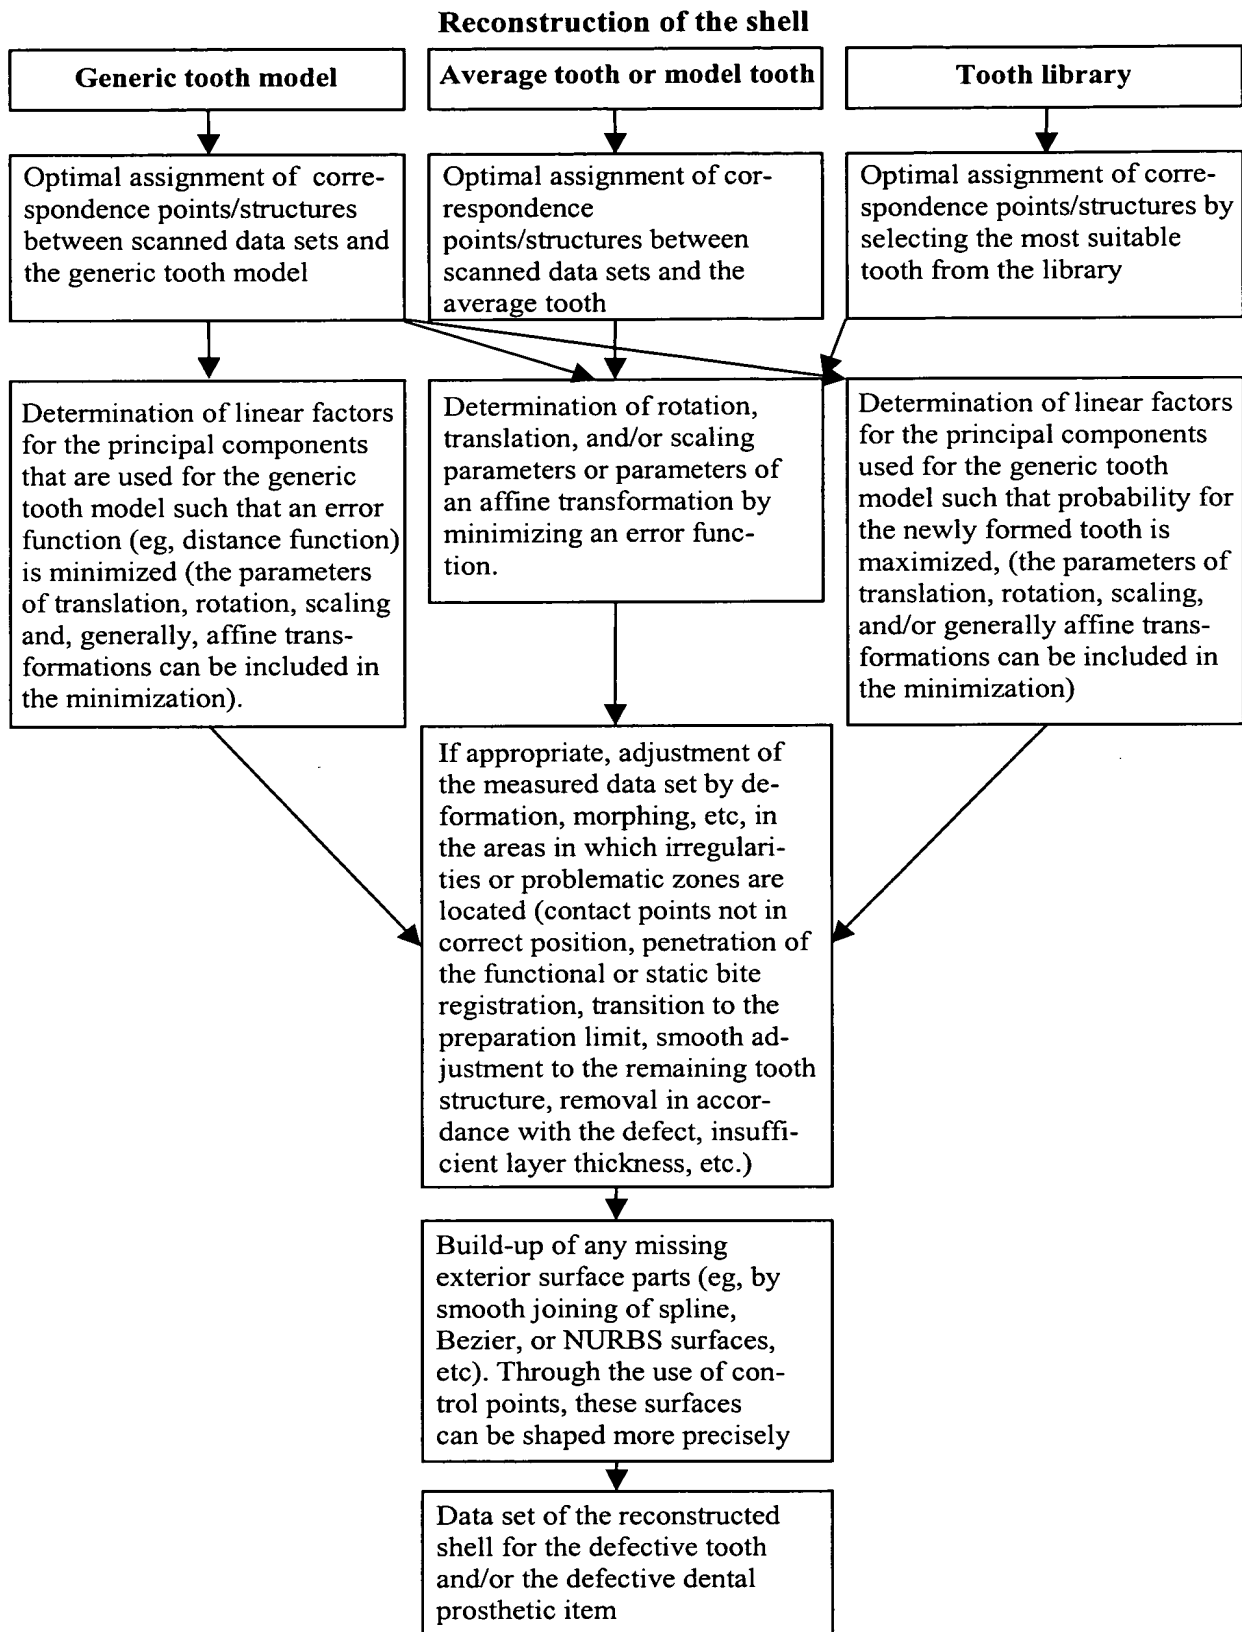 Reconstruction of the shell
Generic tooth model
Average tooth or model tooth
Tooth library
Optimal assignment of corre-
spondence points/structures
between scanned data sets and
the generic tooth model
Optimal assignment of cor-
respondence
points/structures between
scanned data sets and the
average tooth
Optimal assignment of corre-
spondence points/structures by
selecting the most suitable
tooth from the library
Determination of linear factors
for the principal components
that are used for the generic
tooth model such that an error
function (eg, distance function)
is minimized (the parameters
of translation, rotation, scaling
and, generally, affine trans-
formations can be included in
the minimization).
Determination of rotation,
translation, and/or scaling
parameters or parameters of
an affine transformation by
minimizing an error func-
tion.
Determination of linear factors
for the principal components
used for the generic tooth
model such that probability for
the newly formed tooth is
maximized, (the parameters of
translation, rotation, scaling,
and/or generally affine trans-
formations can be included in
the minimization)
If appropriate, adjustment of
the measured data set by de-
formation, morphing, etc, in
the areas in which irregulari-
ties or problematic zones are
located (contact points not in
correct position, penetration of
the functional or static bite
registration, transition to the
preparation limit, smooth ad-
justment to the remaining tooth
structure, removal in accor-
dance with the defect, insuffi-
cient layer thickness, etc.)
Build-up of any missing
exterior surface parts (eg, by
smooth joining of spline,
Bezier, or NURBS surfaces,
etc). Through the use of con-
trol points, these surfaces
can be shaped more precisely
Data set of the reconstructed
shell for the defective tooth
and/or the defective dental
prosthetic item